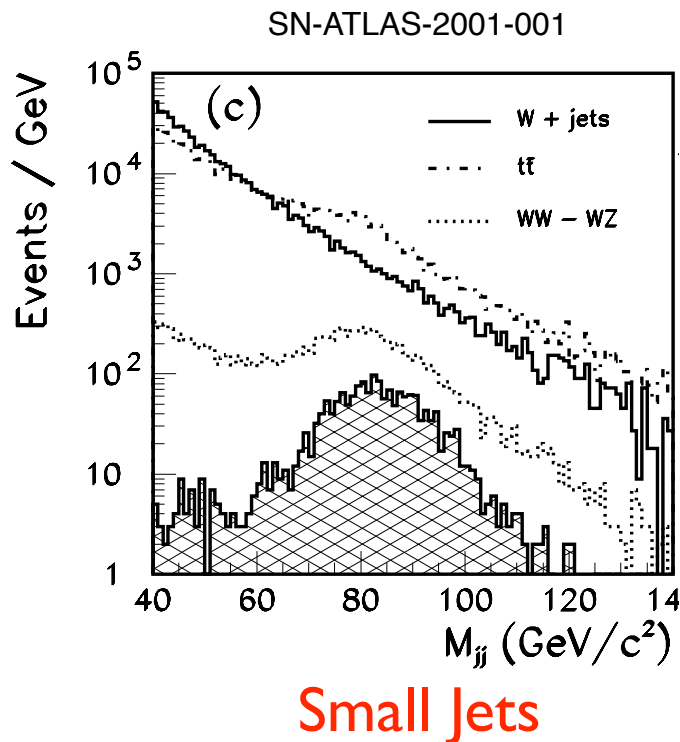 SN-ATLAS-2001-001
Events / GeV
10^5
10^4
10^3
10^2
10
1
(c)
W + jets
tt̄
WW – WZ
40
60
80
100
120
14
M_jj (GeV/c²)
Small Jets